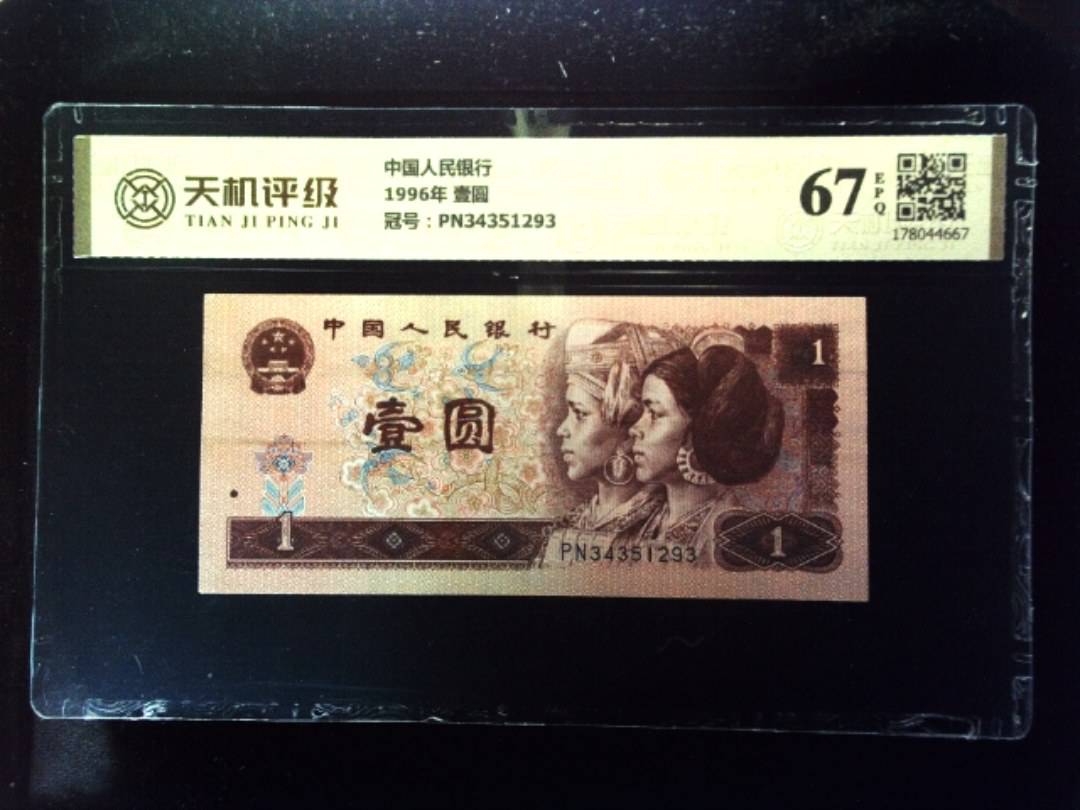 天机评级
TIAN JI PING JI
中国人民银行
1996年 壹圆
冠号：PN34351293
67
EPQ
178044667
中国人民银行
壹圆
1
1
PN34351293
1